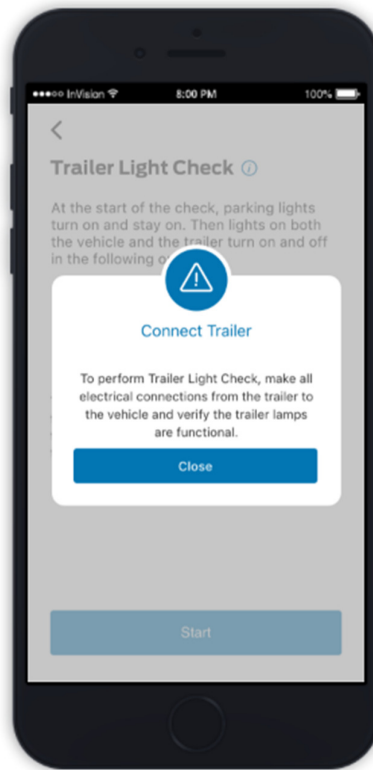 InVision
8:00 PM
100%
Trailer Light Check
At the start of the check, parking lights
turn on and stay on. Then lights on both
the vehicle and the trailer turn on and off
in the following
Connect Trailer
To perform Trailer Light Check, make all
electrical connections from the trailer to
the vehicle and verify the trailer lamps
are functional.
Close
Start